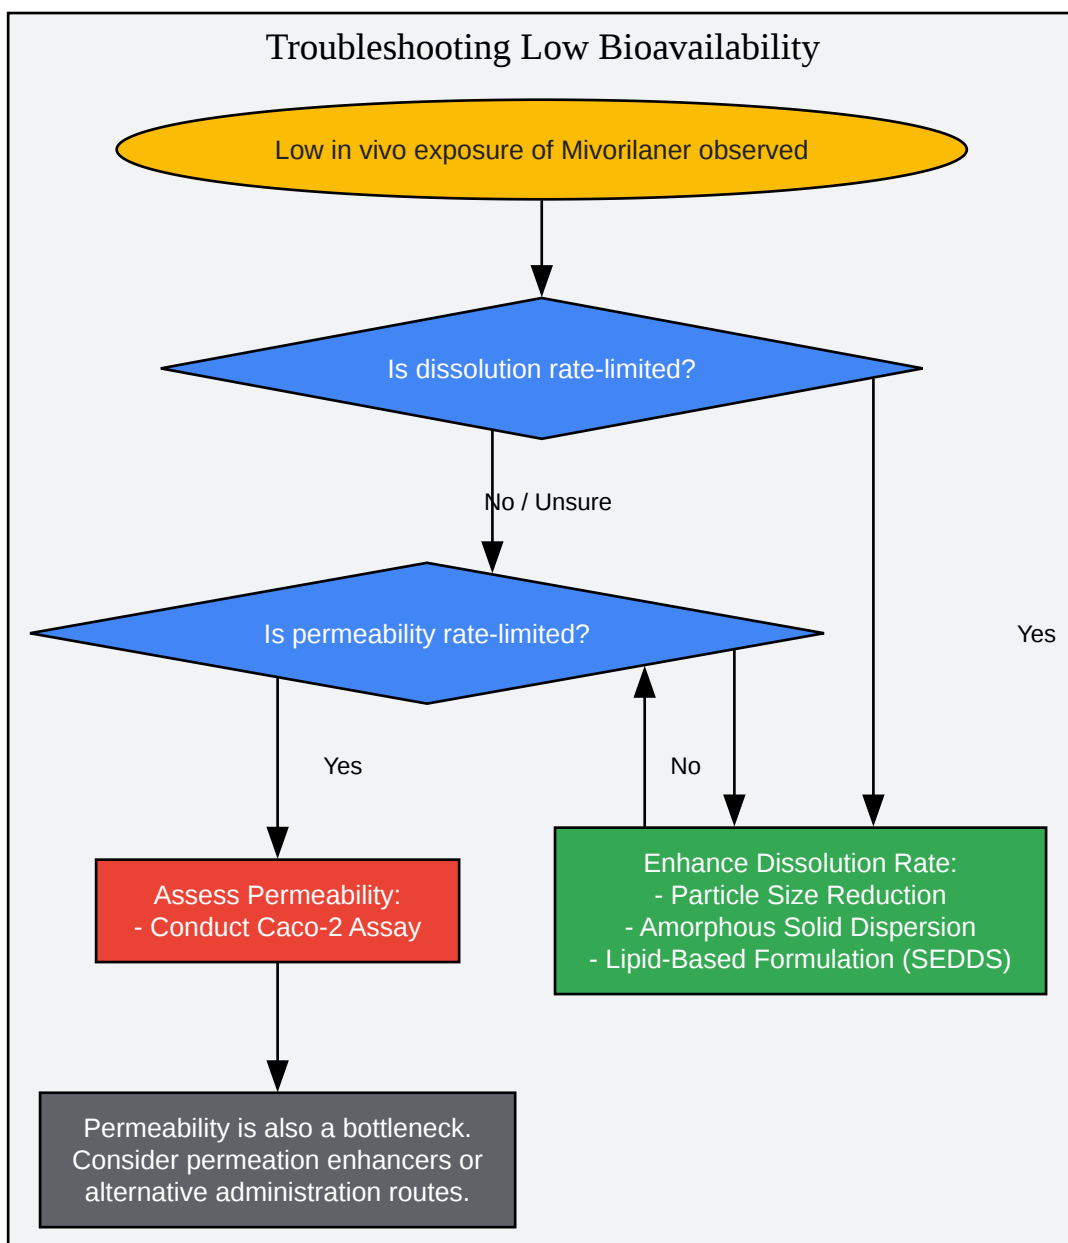 Troubleshooting Low Bioavailability
Low in vivo exposure of Mivorilaner observed
Is dissolution rate-limited?
No / Unsure
Is permeability rate-limited?
Yes
Yes
No
Enhance Dissolution Rate:
- Particle Size Reduction
- Amorphous Solid Dispersion
- Lipid-Based Formulation (SEDDS)
Assess Permeability:
- Conduct Caco-2 Assay
Permeability is also a bottleneck.
Consider permeation enhancers or
alternative administration routes.